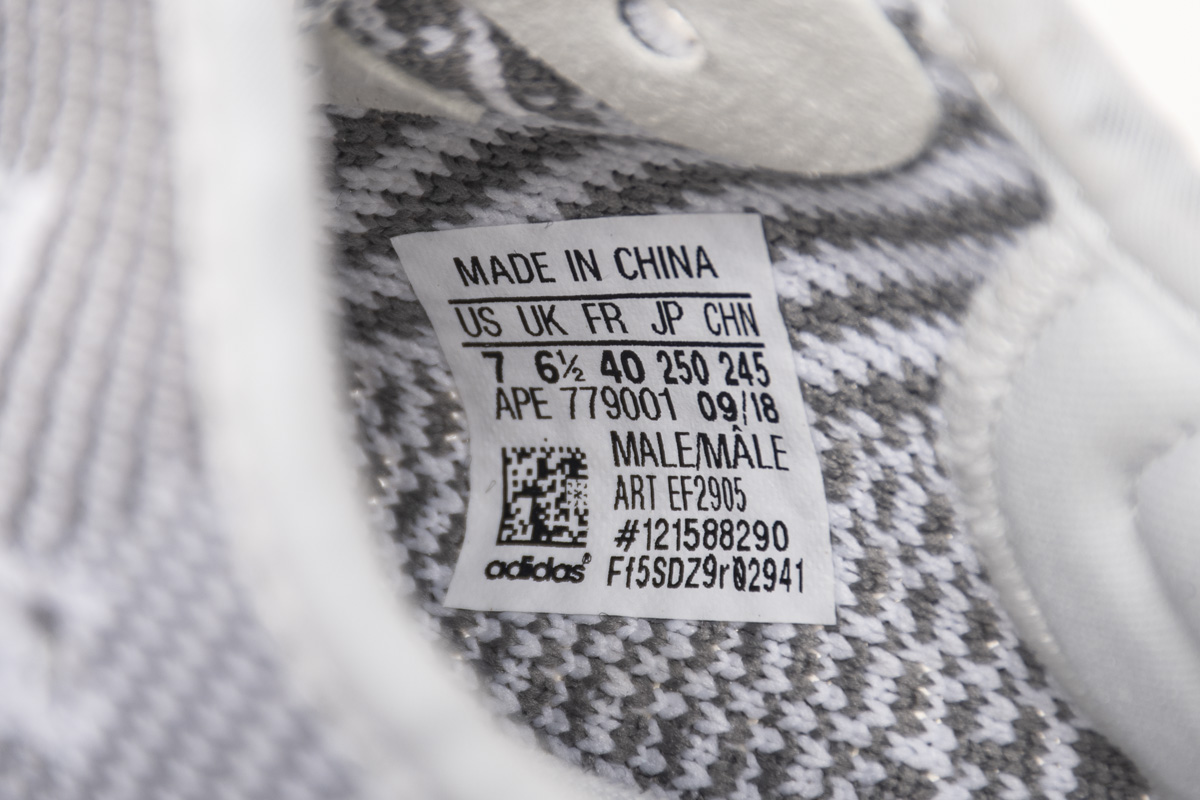 MADE IN CHINA
US UK FR JP CHN
7 6½ 40 250 245
APE 779001 09/18
MALE/MÂLE
ART EF2905
#121588290
Ff5SDZ9r02941
adidas®